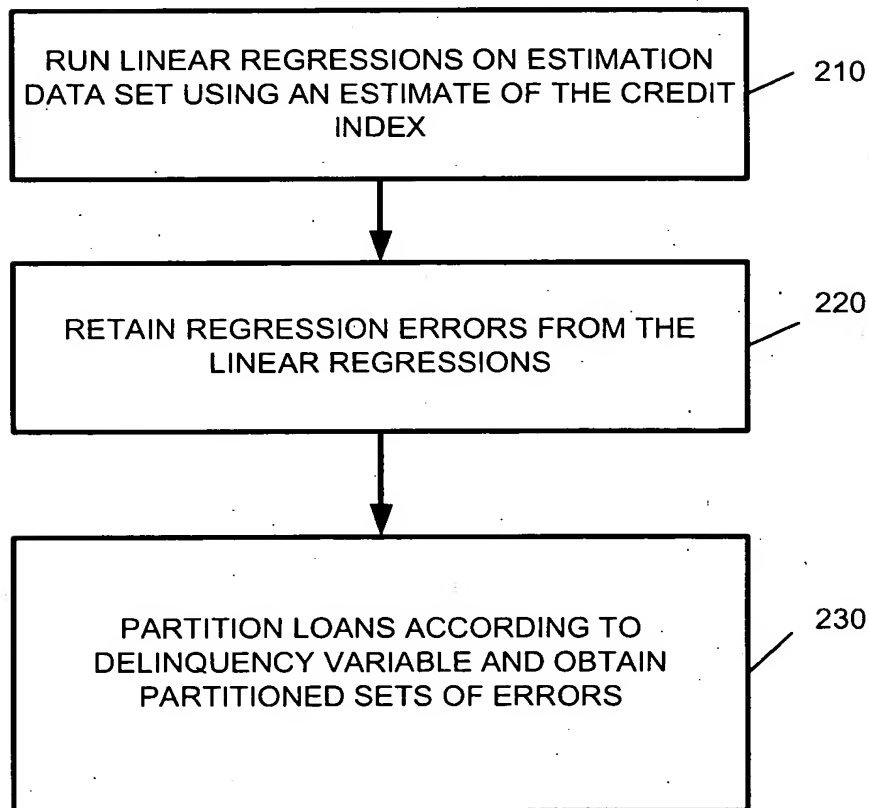 RUN LINEAR REGRESSIONS ON ESTIMATION
DATA SET USING AN ESTIMATE OF THE CREDIT
INDEX
210
RETAIN REGRESSION ERRORS FROM THE
LINEAR REGRESSIONS
220
PARTITION LOANS ACCORDING TO
DELINQUENCY VARIABLE AND OBTAIN
PARTITIONED SETS OF ERRORS
230